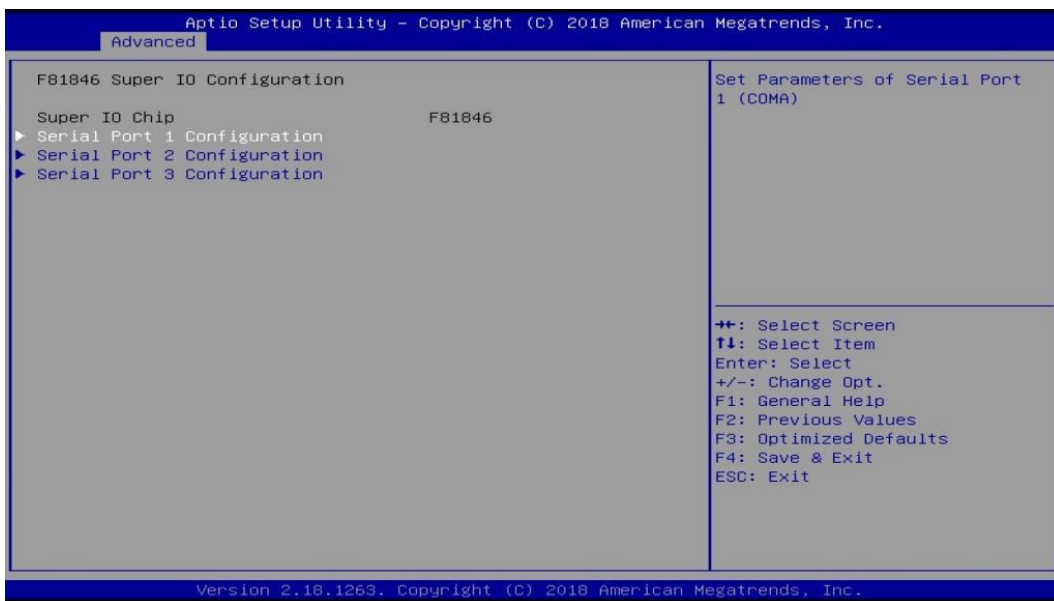 Aptio Setup Utility – Copyright (C) 2018 American Megatrends, Inc.
Advanced
F81846 Super IO Configuration
Super IO Chip F81846
► Serial Port 1 Configuration
► Serial Port 2 Configuration
► Serial Port 3 Configuration
Set Parameters of Serial Port
1 (COMA)
→←: Select Screen
↑↓: Select Item
Enter: Select
+/-: Change Opt.
F1: General Help
F2: Previous Values
F3: Optimized Defaults
F4: Save & Exit
ESC: Exit
Version 2.18.1263. Copyright (C) 2018 American Megatrends, Inc.